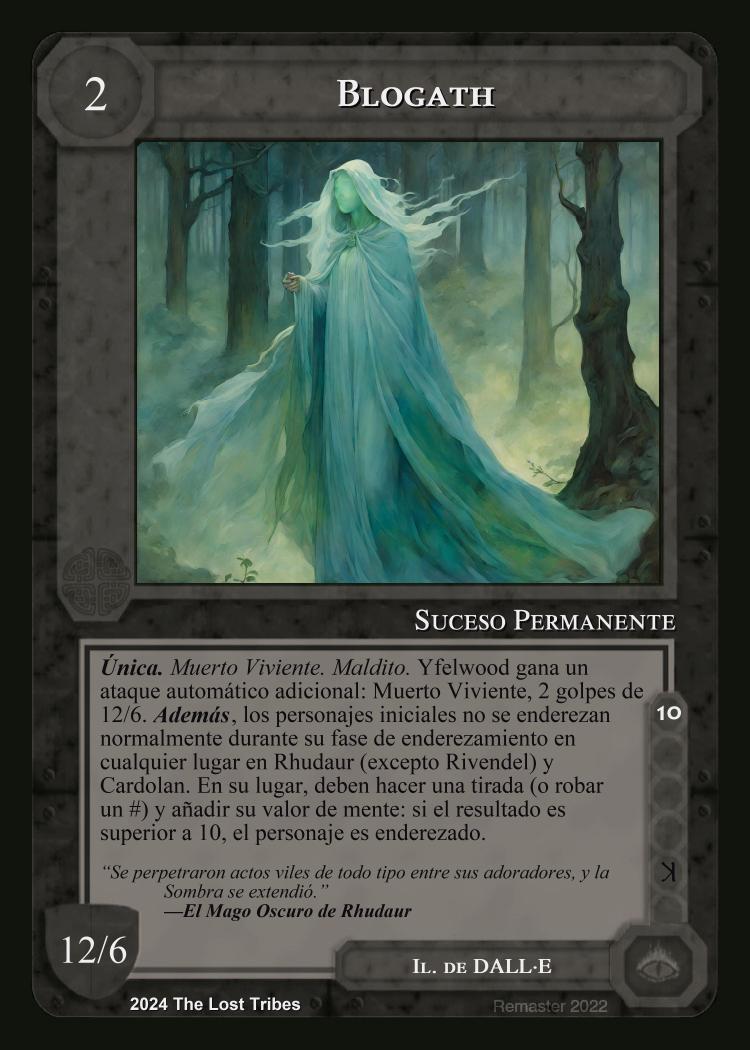 2
Blogath
Suceso Permanente
Única. Muerto Viviente. Maldito. Yfelwood gana un
ataque automático adicional: Muerto Viviente, 2 golpes de
12/6. Además, los personajes iniciales no se enderezan
normalmente durante su fase de enderezamiento en
cualquier lugar en Rhudaur (excepto Rivendel) y
Cardolan. En su lugar, deben hacer una tirada (o robar
un #) y añadir su valor de mente: si el resultado es
superior a 10, el personaje es enderezado.
10
“Se perpetraron actos viles de todo tipo entre sus adoradores, y la
Sombra se extendió.”
—El Mago Oscuro de Rhudaur
12/6
Il. de DALL·E
2024 The Lost Tribes
Remaster 2022